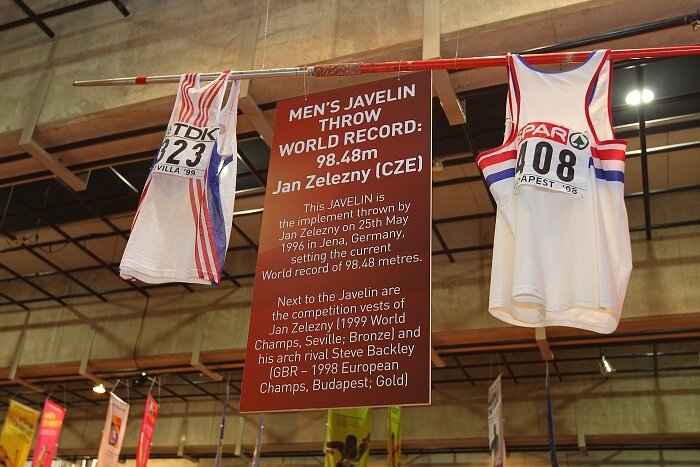 MEN'S JAVELIN
THROW
WORLD RECORD:
98.48m
Jan Zelezny (CZE)
This JAVELIN is
the implement thrown by
Jan Zelezny on 25th May
1996 in Jena, Germany,
setting the current
World record of 98.48 metres.
Next to the Javelin are
the competition vests of
Jan Zelezny (1999 World
Champs, Seville; Bronze) and
his arch rival Steve Backley
(GBR – 1998 European
Champs, Budapest; Gold)
TDK
323
EVILLA '99
SPAR
408
DAPEST '98